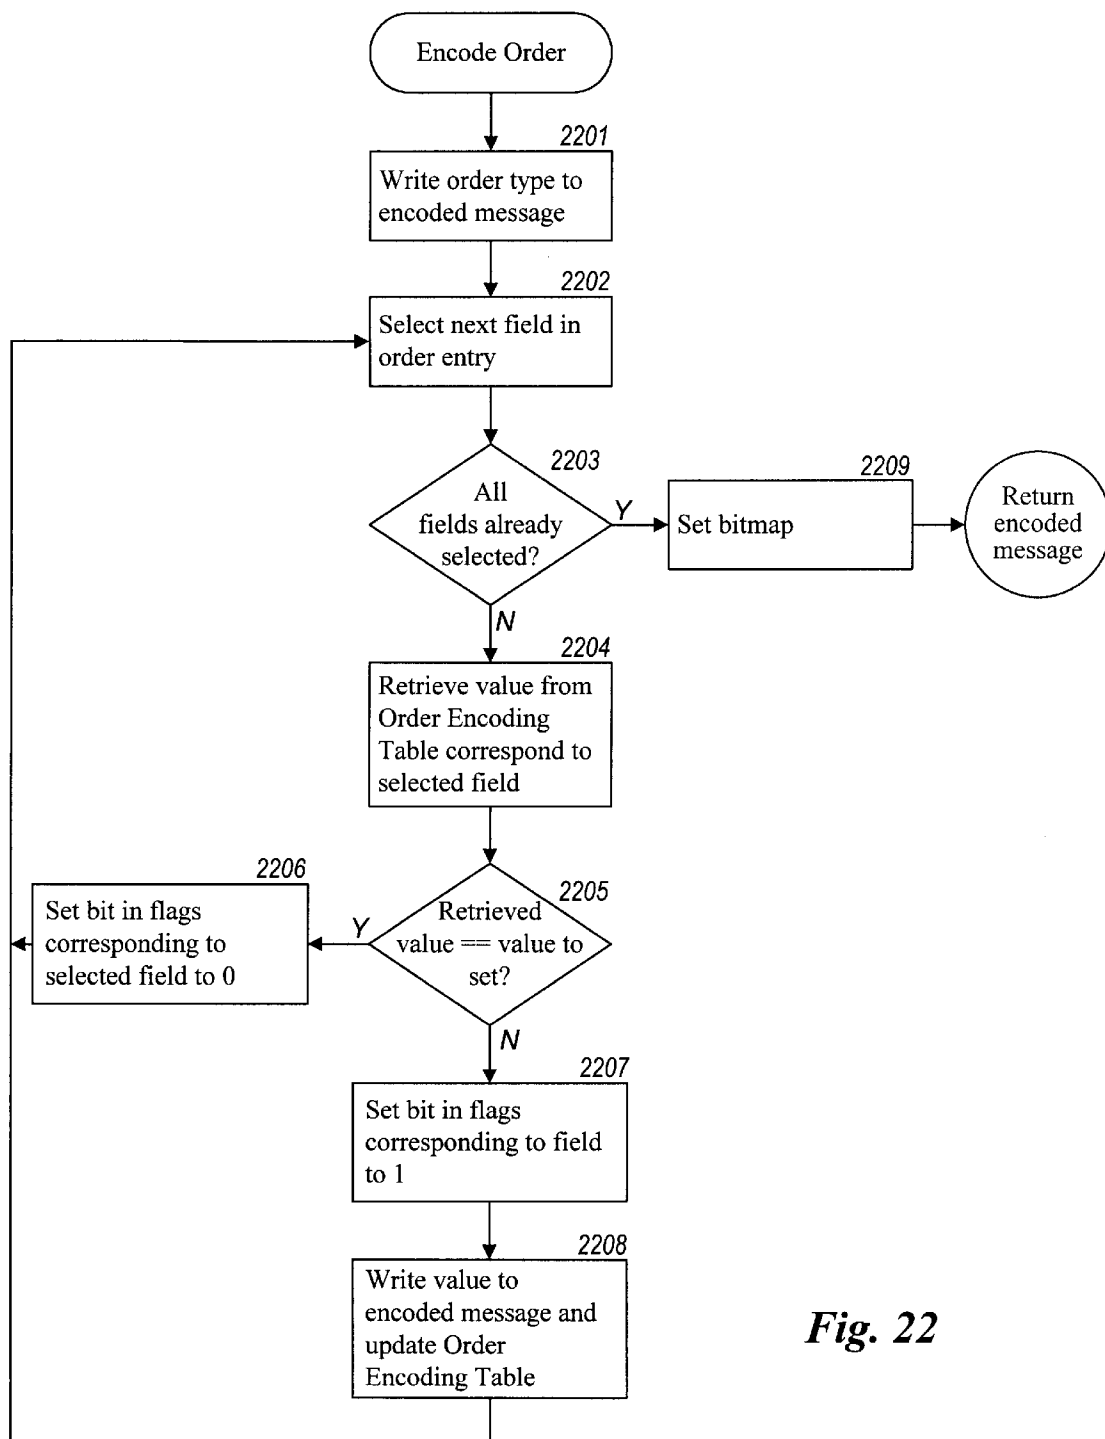 Encode Order
2201
Write order type to
encoded message
2202
Select next field in
order entry
2203
All
fields already
selected?
Y
2209
Set bitmap
Return
encoded
message
N
2204
Retrieve value from
Order Encoding
Table correspond to
selected field
2205
Retrieved
value == value to
set?
Y
2206
Set bit in flags
corresponding to
selected field to 0
N
2207
Set bit in flags
corresponding to field
to 1
2208
Write value to
encoded message and
update Order
Encoding Table
Fig. 22